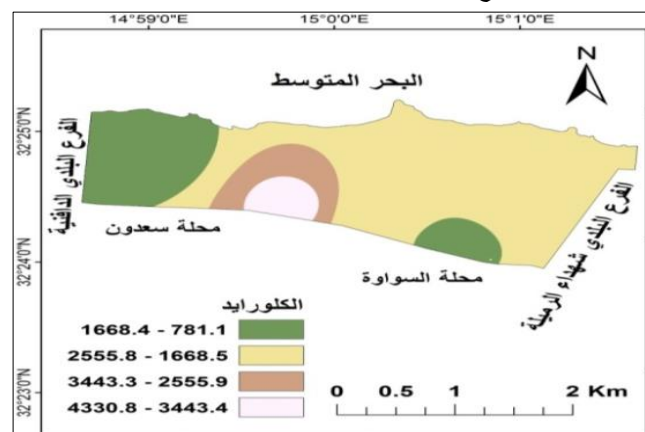 14°59'0"E 15°0'0"E 15°1'0"E
N
البحر المتوسط
32°25'0"N
الفرع البلدي الدافنية
محلة سعدون
32°24'0"N
محلة السواوة
الفرع البلدي شهداء الرميلة
الكلورايد
1668.4 - 781.1
2555.8 - 1668.5
3443.3 - 2555.9
4330.8 - 3443.4
32°23'0"N
0 0.5 1 2 Km